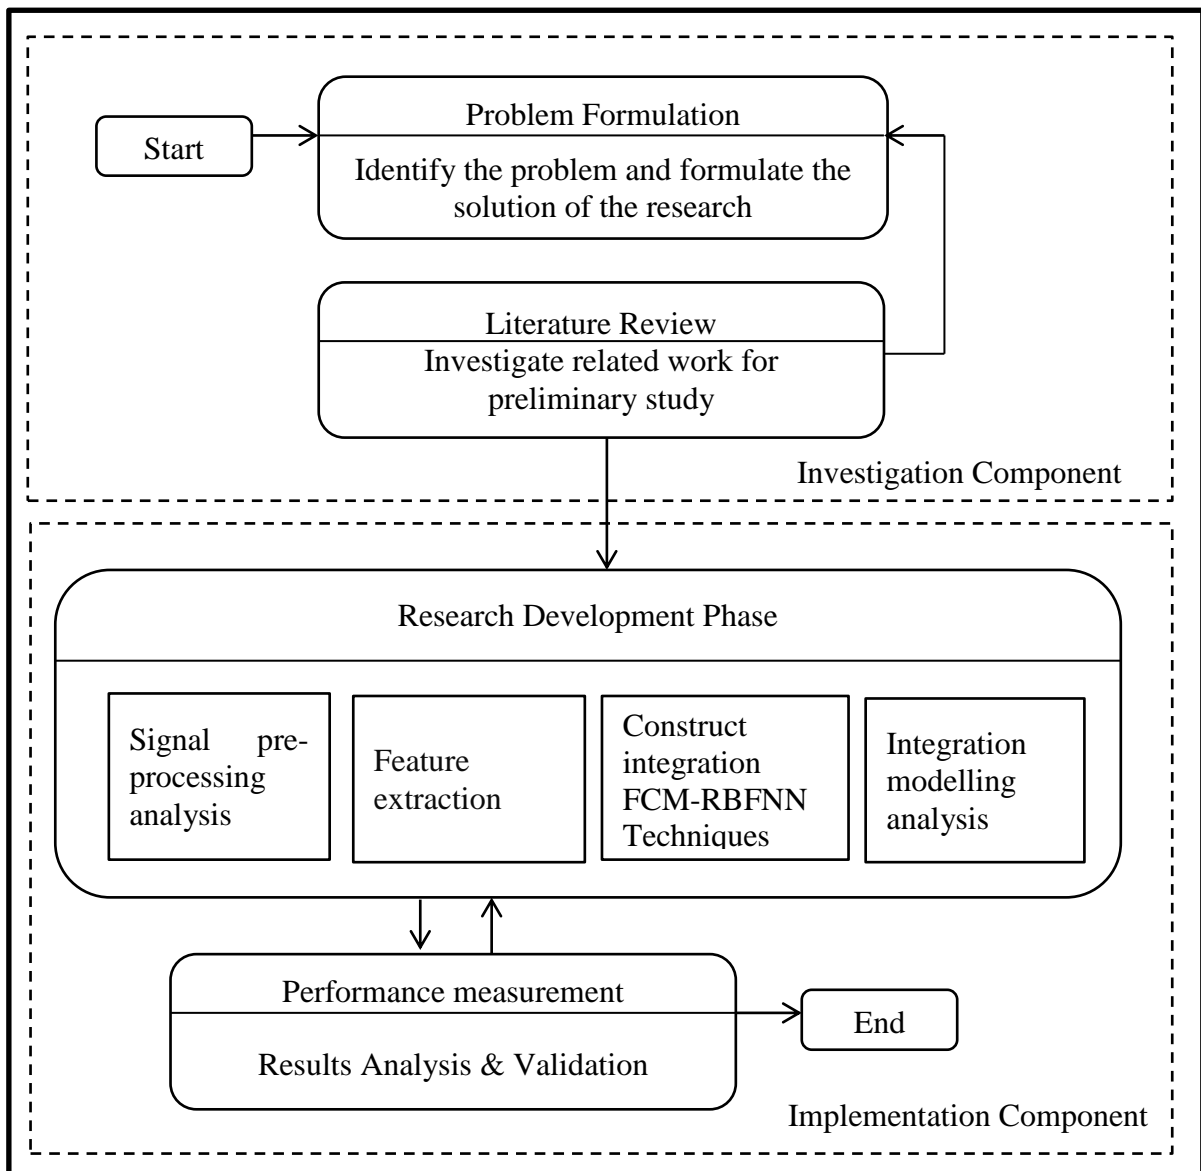 Problem Formulation
Start
Identify the problem and formulate the
solution of the research
Literature Review
Investigate related work for
preliminary study
Investigation Component
Research Development Phase
Signal pre-
processing
analysis
Feature
extraction
Construct
integration
FCM-RBFNN
Techniques
Integration
modelling
analysis
Performance measurement
End
Results Analysis & Validation
Implementation Component